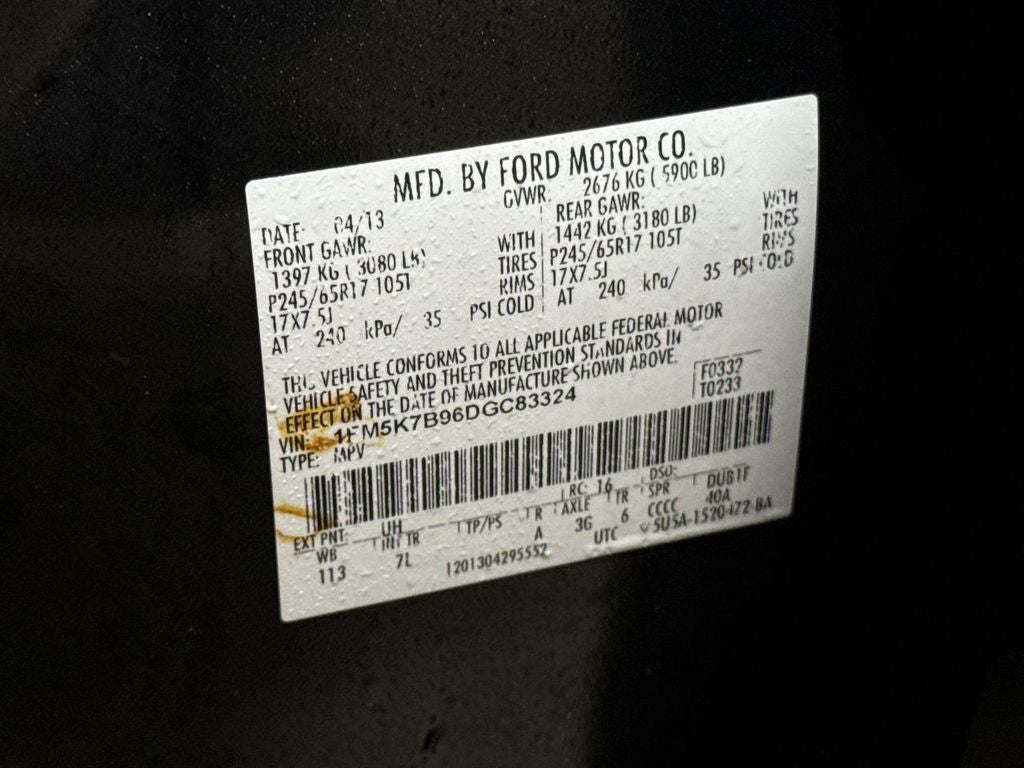 MFD. BY FORD MOTOR CO.
DATE: 04/13
GVWR: 2676 KG ( 5900 LB)
FRONT GAWR:
1397 KG ( 3080 LB) WITH
P245/65R17 105T TIRES
17X7.5J RIMS
AT 240 kPa/ 35 PSI COLD
REAR GAWR:
1442 KG ( 3180 LB) WITH
P245/65R17 105T TIRES
17X7.5J RIMS
AT 240 kPa/ 35 PSI COLD
THIS VEHICLE CONFORMS TO ALL APPLICABLE FEDERAL MOTOR
VEHICLE SAFETY AND THEFT PREVENTION STANDARDS IN
EFFECT ON THE DATE OF MANUFACTURE SHOWN ABOVE.
VIN: 1FM5K7B96DGC83324
TYPE: MPV
F0332
T0233
EXT PNT: UH RC: 16 DSO:
WB INT TR TP/PS R AXLE TR SPR DUBTF
113 7L A 3G 6 CCCC 40A
1201304295552 UTC 5U5A-1520472-BA